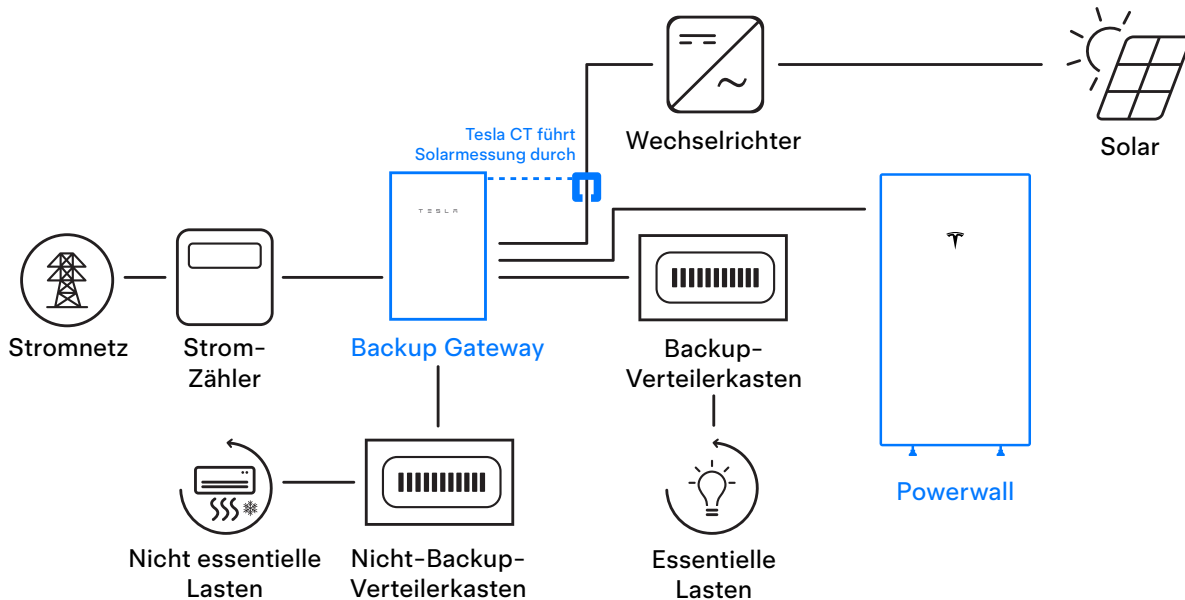 Tesla CT führt
Solarmessung durch
Wechselrichter
Solar
TESLA
Stromnetz
Strom-
Zähler
Backup Gateway
Backup-
Verteilerkasten
Powerwall
Nicht essentielle
Lasten
Nicht-Backup-
Verteilerkasten
Essentielle
Lasten